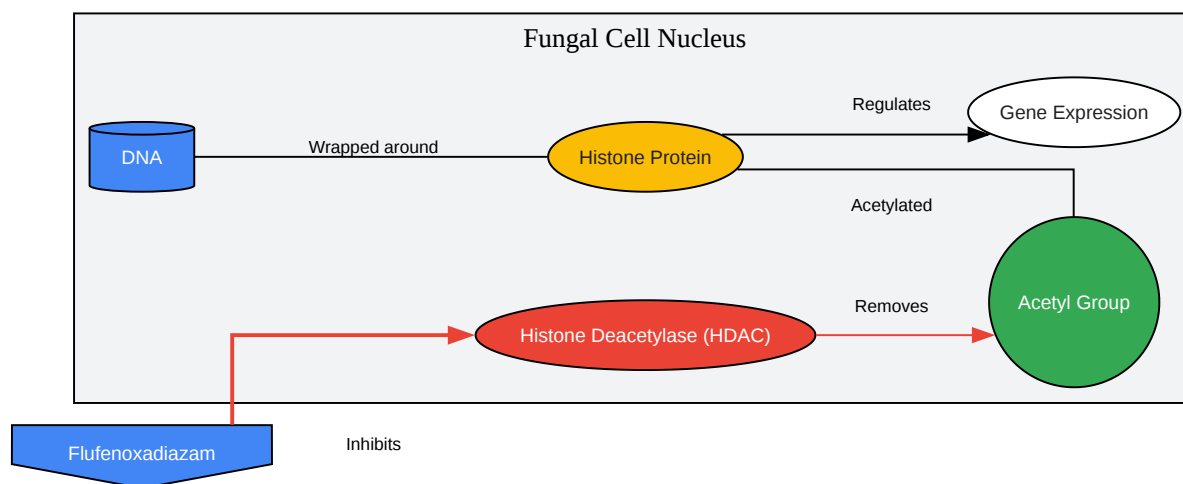 Fungal Cell Nucleus
Regulates
Gene Expression
DNA
Wrapped around
Histone Protein
Acetylated
Removes
Acetyl Group
Histone Deacetylase (HDAC)
Flufenoxadiazam
Inhibits